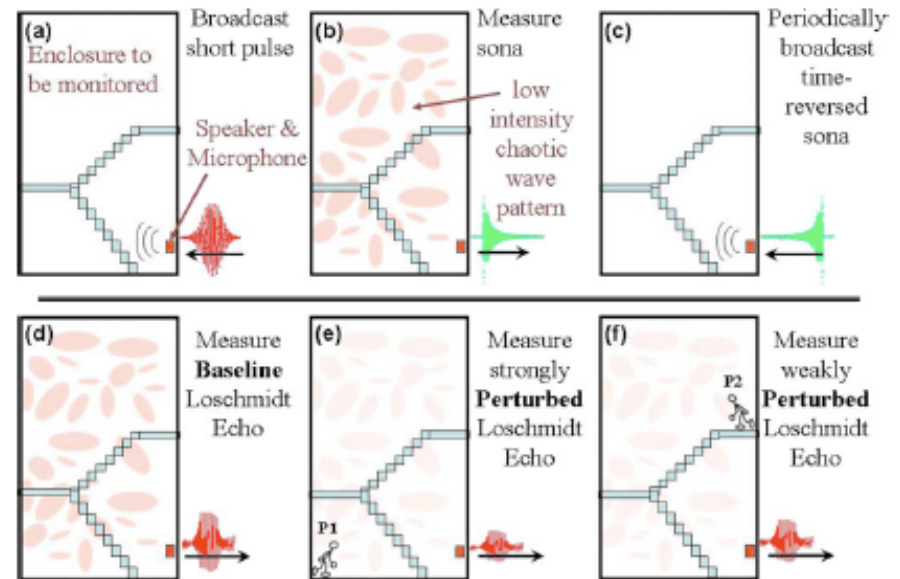 (a)
Broadcast
short pulse
Enclosure to
be monitored
Speaker &
Microphone
(b)
Measure
sona
low
intensity
chaotic
wave
pattern
(c)
Periodically
broadcast
time-
reversed
sona
(d)
Measure
Baseline
Loschmidt
Echo
(e)
Measure
strongly
Perturbed
Loschmidt
Echo
P1
(f)
Measure
weakly
Perturbed
Loschmidt
Echo
P2